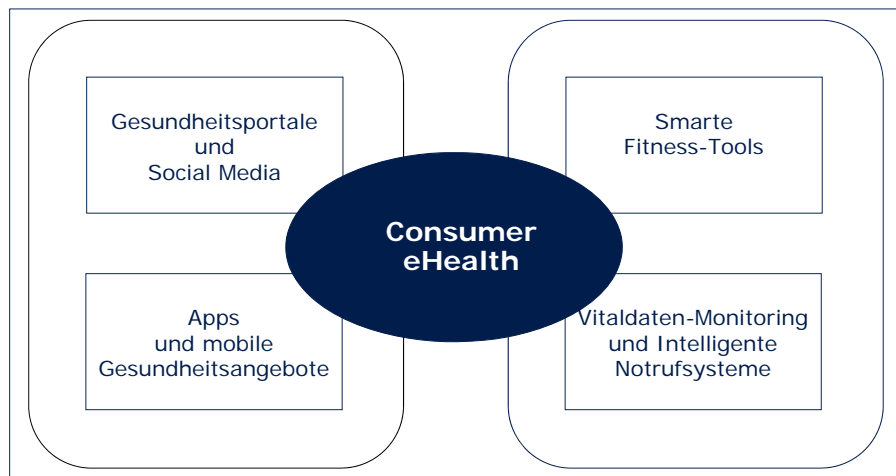 Gesundheitsportale
und
Social Media
Smarte
Fitness-Tools
Consumer
eHealth
Apps
und mobile
Gesundheitsangebote
Vitaldaten-Monitoring
und Intelligente
Notrufsysteme